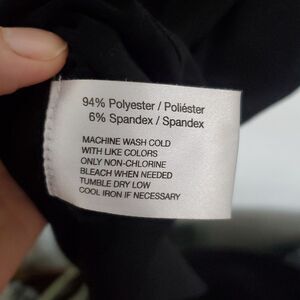 94% Polyester / Poliéster
6% Spandex / Spandex
MACHINE WASH COLD
WITH LIKE COLORS
ONLY NON-CHLORINE
BLEACH WHEN NEEDED
TUMBLE DRY LOW
COOL IRON IF NECESSARY